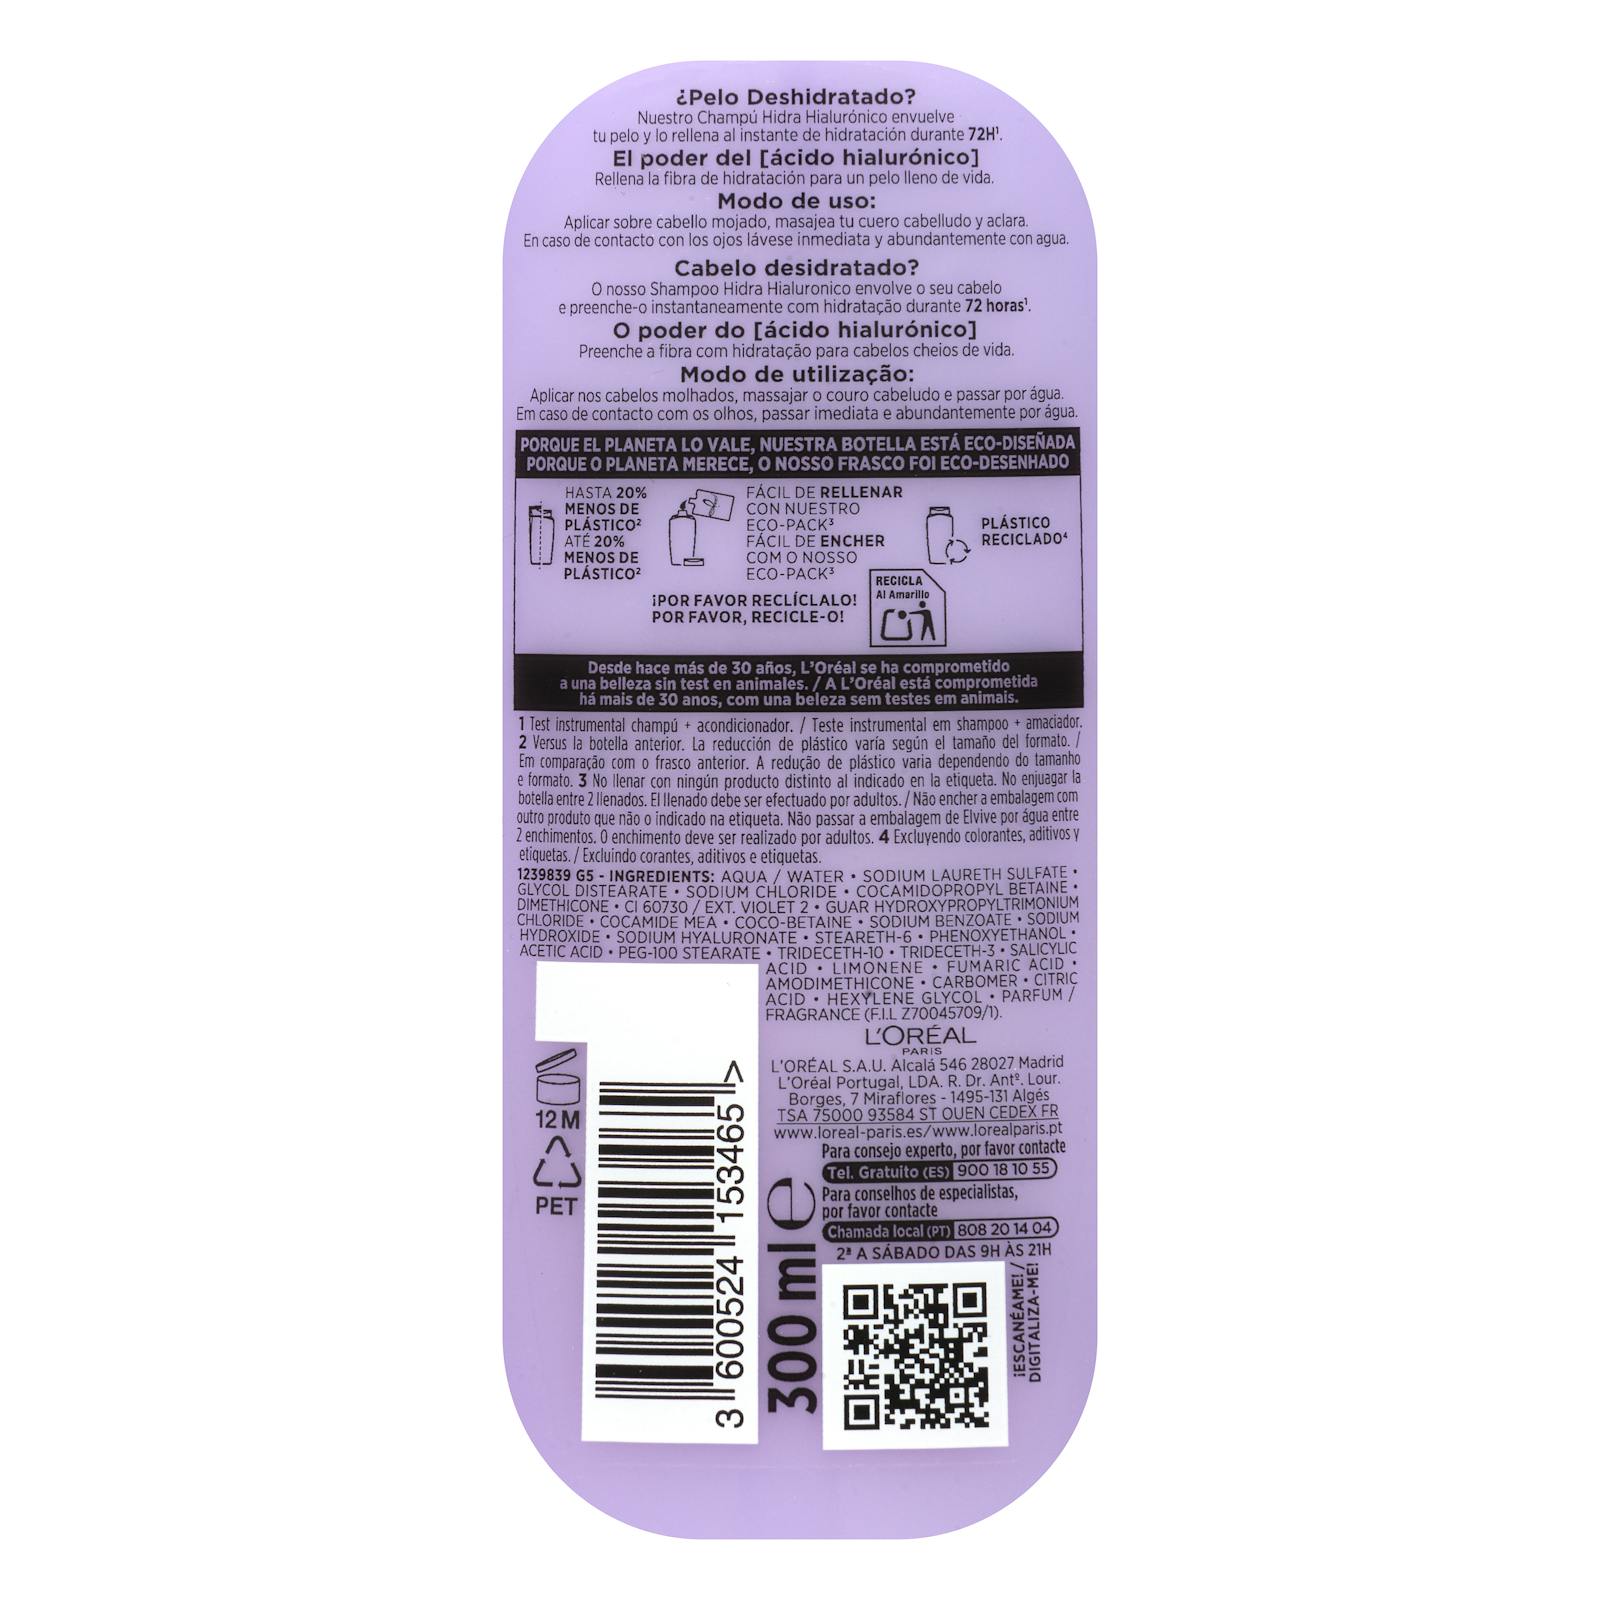 ¿Pelo Deshidratado?
Nuestro Champú Hidra Hialurónico envuelve
tu pelo y lo rellena al instante de hidratación durante 72H¹.
El poder del [ácido hialurónico]
Rellena la fibra de hidratación para un pelo lleno de vida.
Modo de uso:
Aplicar sobre cabello mojado, masajea tu cuero cabelludo y aclara.
En caso de contacto con los ojos lávese inmediata y abundantemente con agua.
Cabelo desidratado?
O nosso Shampoo Hidra Hialuronico envolve o seu cabelo
e preenche-o instantaneamente com hidratação durante 72 horas¹.
O poder do [ácido hialurónico]
Preenche a fibra com hidratação para cabelos cheios de vida.
Modo de utilização:
Aplicar nos cabelos molhados, massajar o couro cabeludo e passar por água.
Em caso de contacto com os olhos, passar imediata e abundantemente por água.
PORQUE EL PLANETA LO VALE, NUESTRA BOTELLA ESTÁ ECO-DISEÑADA
PORQUE O PLANETA MERECE, O NOSSO FRASCO FOI ECO-DESENHADO
HASTA 20%
MENOS DE
PLÁSTICO²
ATÉ 20%
MENOS DE
PLÁSTICO²
FÁCIL DE RELLENAR
CON NUESTRO
ECO-PACK³
FÁCIL DE ENCHER
COM O NOSSO
ECO-PACK³
PLÁSTICO
RECICLADO⁴
¡POR FAVOR RECLÍCLALO!
POR FAVOR, RECICLE-O!
RECICLA
Al Amarillo
Desde hace más de 30 años, L'Oréal se ha comprometido
a una belleza sin test en animales. / A L'Oréal está comprometida
há mais de 30 anos, com una beleza sem testes em animais.
1 Test instrumental champú + acondicionador. / Teste instrumental em shampoo + amaciador.
2 Versus la botella anterior. La reducción de plástico varía según el tamaño del formato. /
Em comparação com o frasco anterior. A redução de plástico varia dependendo do tamanho
e formato. 3 No llenar con ningún producto distinto al indicado en la etiqueta. No enjuagar la
botella entre 2 llenados. El llenado debe ser efectuado por adultos. / Não encher a embalagem com
outro produto que não o indicado na etiqueta. Não passar a embalagem de Elvive por água entre
2 enchimentos. O enchimento deve ser realizado por adultos. 4 Excluyendo colorantes, aditivos y
etiquetas. / Excluindo corantes, aditivos e etiquetas.
1239839 G5 - INGREDIENTS: AQUA / WATER • SODIUM LAURETH SULFATE •
GLYCOL DISTEARATE • SODIUM CHLORIDE • COCAMIDOPROPYL BETAINE •
DIMETHICONE • CI 60730 / EXT. VIOLET 2 • GUAR HYDROXYPROPYLTRIMONIUM
CHLORIDE • COCAMIDE MEA • COCO-BETAINE • SODIUM BENZOATE • SODIUM
HYDROXIDE • SODIUM HYALURONATE • STEARETH-6 • PHENOXYETHANOL •
ACETIC ACID • PEG-100 STEARATE • TRIDECETH-10 • TRIDECETH-3 • SALICYLIC
ACID • LIMONENE • FUMARIC ACID •
AMODIMETHICONE • CARBOMER • CITRIC
ACID • HEXYLENE GLYCOL • PARFUM /
FRAGRANCE (F.I.L Z70045709/1).
L'ORÉAL
PARIS
L'ORÉAL S.A.U. Alcalá 546 28027 Madrid
L'Oréal Portugal, LDA. R. Dr. Antº. Lour.
Borges, 7 Miraflores - 1495-131 Algés
TSA 75000 93584 ST OUEN CEDEX FR
www.loreal-paris.es/www.lorealparis.pt
Para consejo experto, por favor contacte
Tel. Gratuito (ES) 900 18 10 55
Para conselhos de especialistas,
por favor contacte
Chamada local (PT) 808 20 14 04
2ª A SÁBADO DAS 9H ÀS 21H
12 M
PET
3 600524 153465 >
300 ml e
¡ESCANÉAME! /
DIGITALIZA-ME!